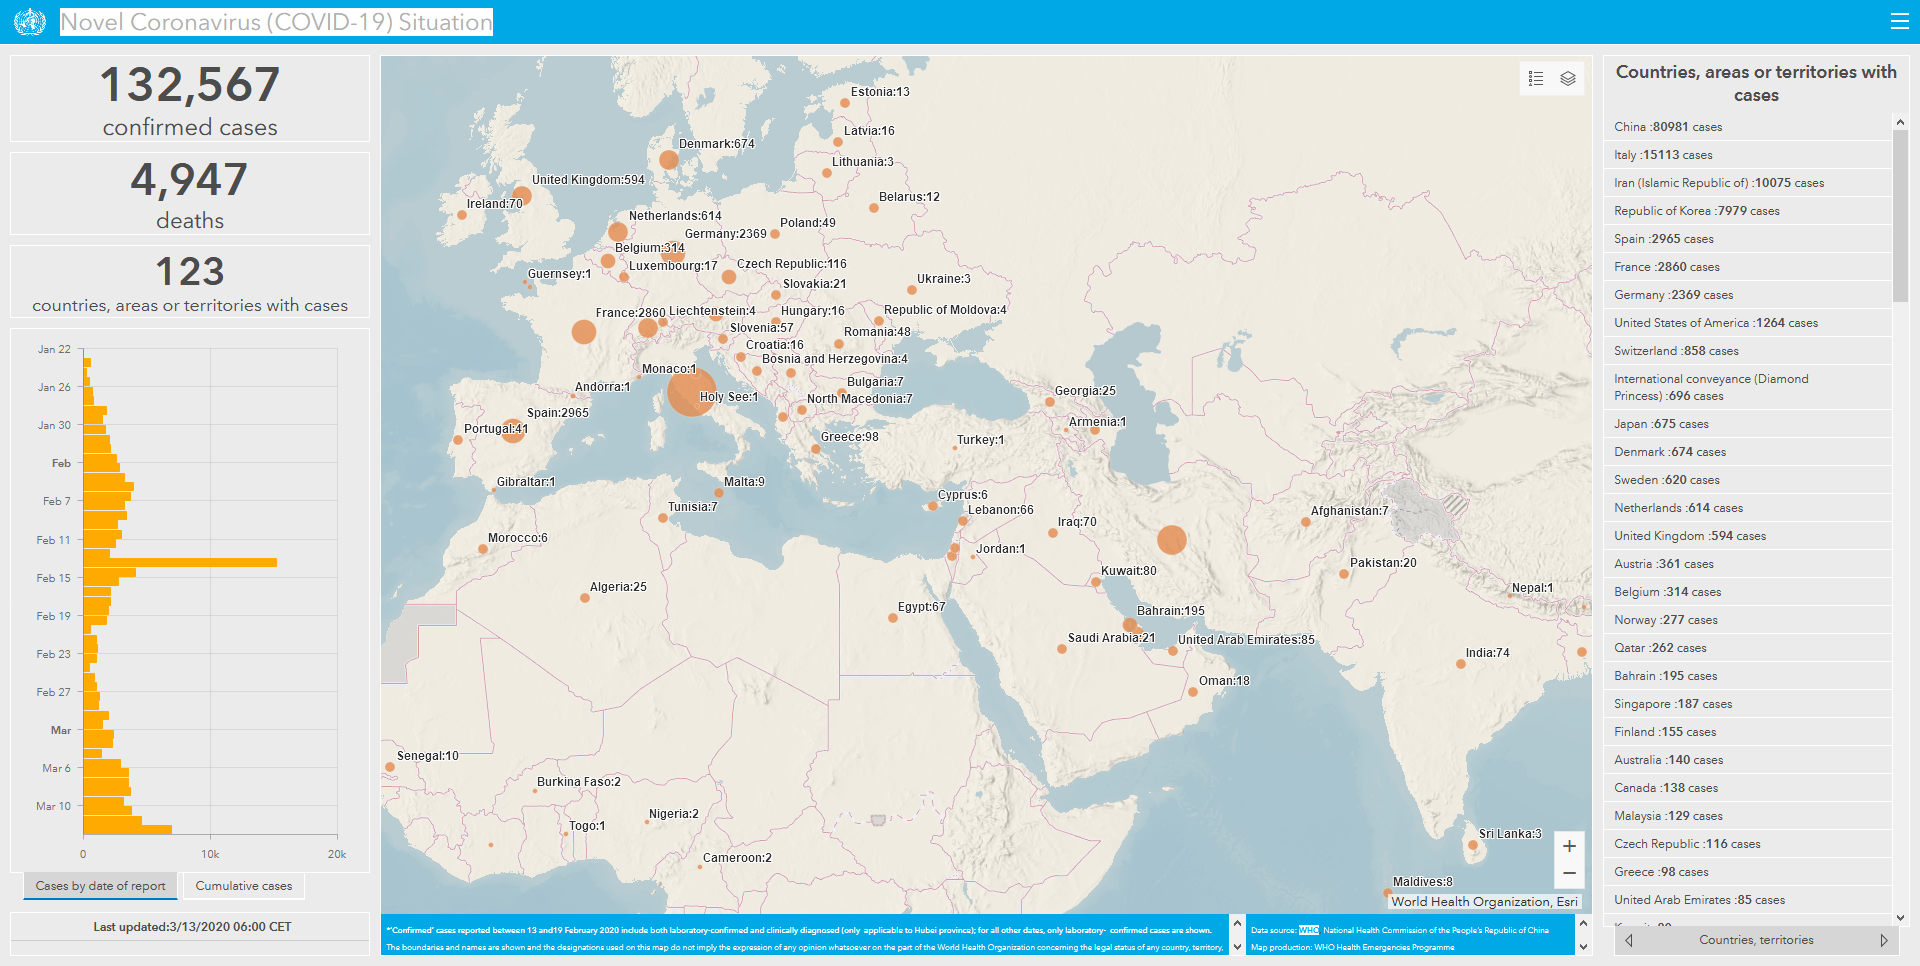 Novel Coronavirus (COVID-19) Situation
132,567
confirmed cases
4,947
deaths
123
countries, areas or territories with cases
Jan 22
Jan 26
Jan 30
Feb
Feb 7
Feb 11
Feb 15
Feb 19
Feb 23
Feb 27
Mar
Mar 6
Mar 10
0
10k
20k
Cases by date of report
Cumulative cases
Last updated:3/13/2020 06:00 CET
Estonia:13
Latvia:16
Denmark:674
Lithuania:3
United Kingdom:594
Belarus:12
Ireland:70
Netherlands:614
Poland:49
Germany:2369
Belgium:314
Luxembourg:17
Czech Republic:116
Guernsey:1
Slovakia:21
Ukraine:3
France:2860
Liechtenstein:4
Hungary:16
Republic of Moldova:4
Slovenia:57
Romania:48
Croatia:16
Bosnia and Herzegovina:4
Monaco:1
Andorra:1
Bulgaria:7
Holy See:1
North Macedonia:7
Georgia:25
Spain:2965
Portugal:41
Armenia:1
Greece:98
Turkey:1
Gibraltar:1
Malta:9
Tunisia:7
Cyprus:6
Lebanon:66
Iraq:70
Afghanistan:7
Morocco:6
Jordan:1
Kuwait:80
Pakistan:20
Algeria:25
Nepal:1
Egypt:67
Bahrain:195
Saudi Arabia:21
United Arab Emirates:85
India:74
Oman:18
Senegal:10
Burkina Faso:2
Nigeria:2
Togo:1
Cameroon:2
Sri Lanka:3
Maldives:8
World Health Organization, Esri
*'Confirmed' cases reported between 13 and19 February 2020 include both laboratory-confirmed and clinically diagnosed (only applicable to Hubei province); for all other dates, only laboratory- confirmed cases are shown.
The boundaries and names are shown and the designations used on this map do not imply the expression of any opinion whatsoever on the part of the World Health Organization concerning the legal status of any country, territory,
Data source: WHO National Health Commission of the People's Republic of China
Map production: WHO Health Emergencies Programme
Countries, areas or territories with
cases
China :80981 cases
Italy :15113 cases
Iran (Islamic Republic of) :10075 cases
Republic of Korea :7979 cases
Spain :2965 cases
France :2860 cases
Germany :2369 cases
United States of America :1264 cases
Switzerland :858 cases
International conveyance (Diamond
Princess) :696 cases
Japan :675 cases
Denmark :674 cases
Sweden :620 cases
Netherlands :614 cases
United Kingdom :594 cases
Austria :361 cases
Belgium :314 cases
Norway :277 cases
Qatar :262 cases
Bahrain :195 cases
Singapore :187 cases
Finland :155 cases
Australia :140 cases
Canada :138 cases
Malaysia :129 cases
Czech Republic :116 cases
Greece :98 cases
United Arab Emirates :85 cases
Countries, territories